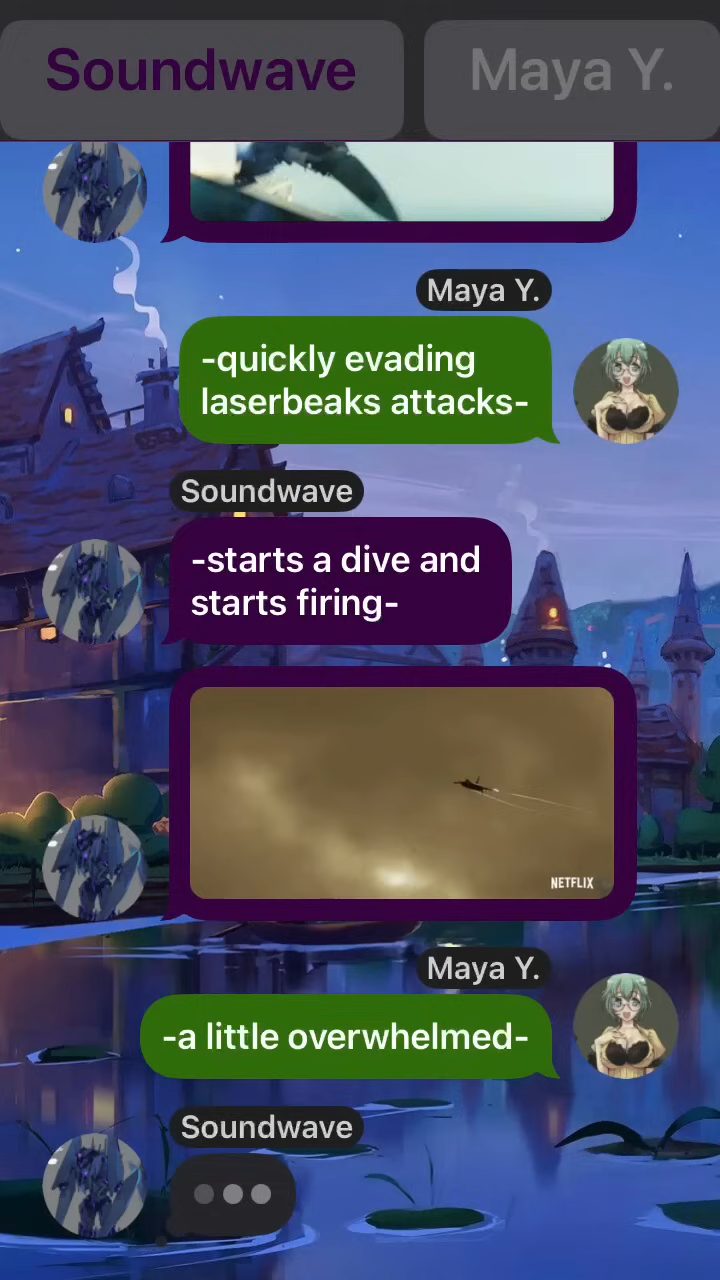 Soundwave
Maya Y.
Maya Y.
-quickly evading
laserbeaks attacks-
Soundwave
-starts a dive and
starts firing-
NETFLIX
Maya Y.
-a little overwhelmed-
Soundwave